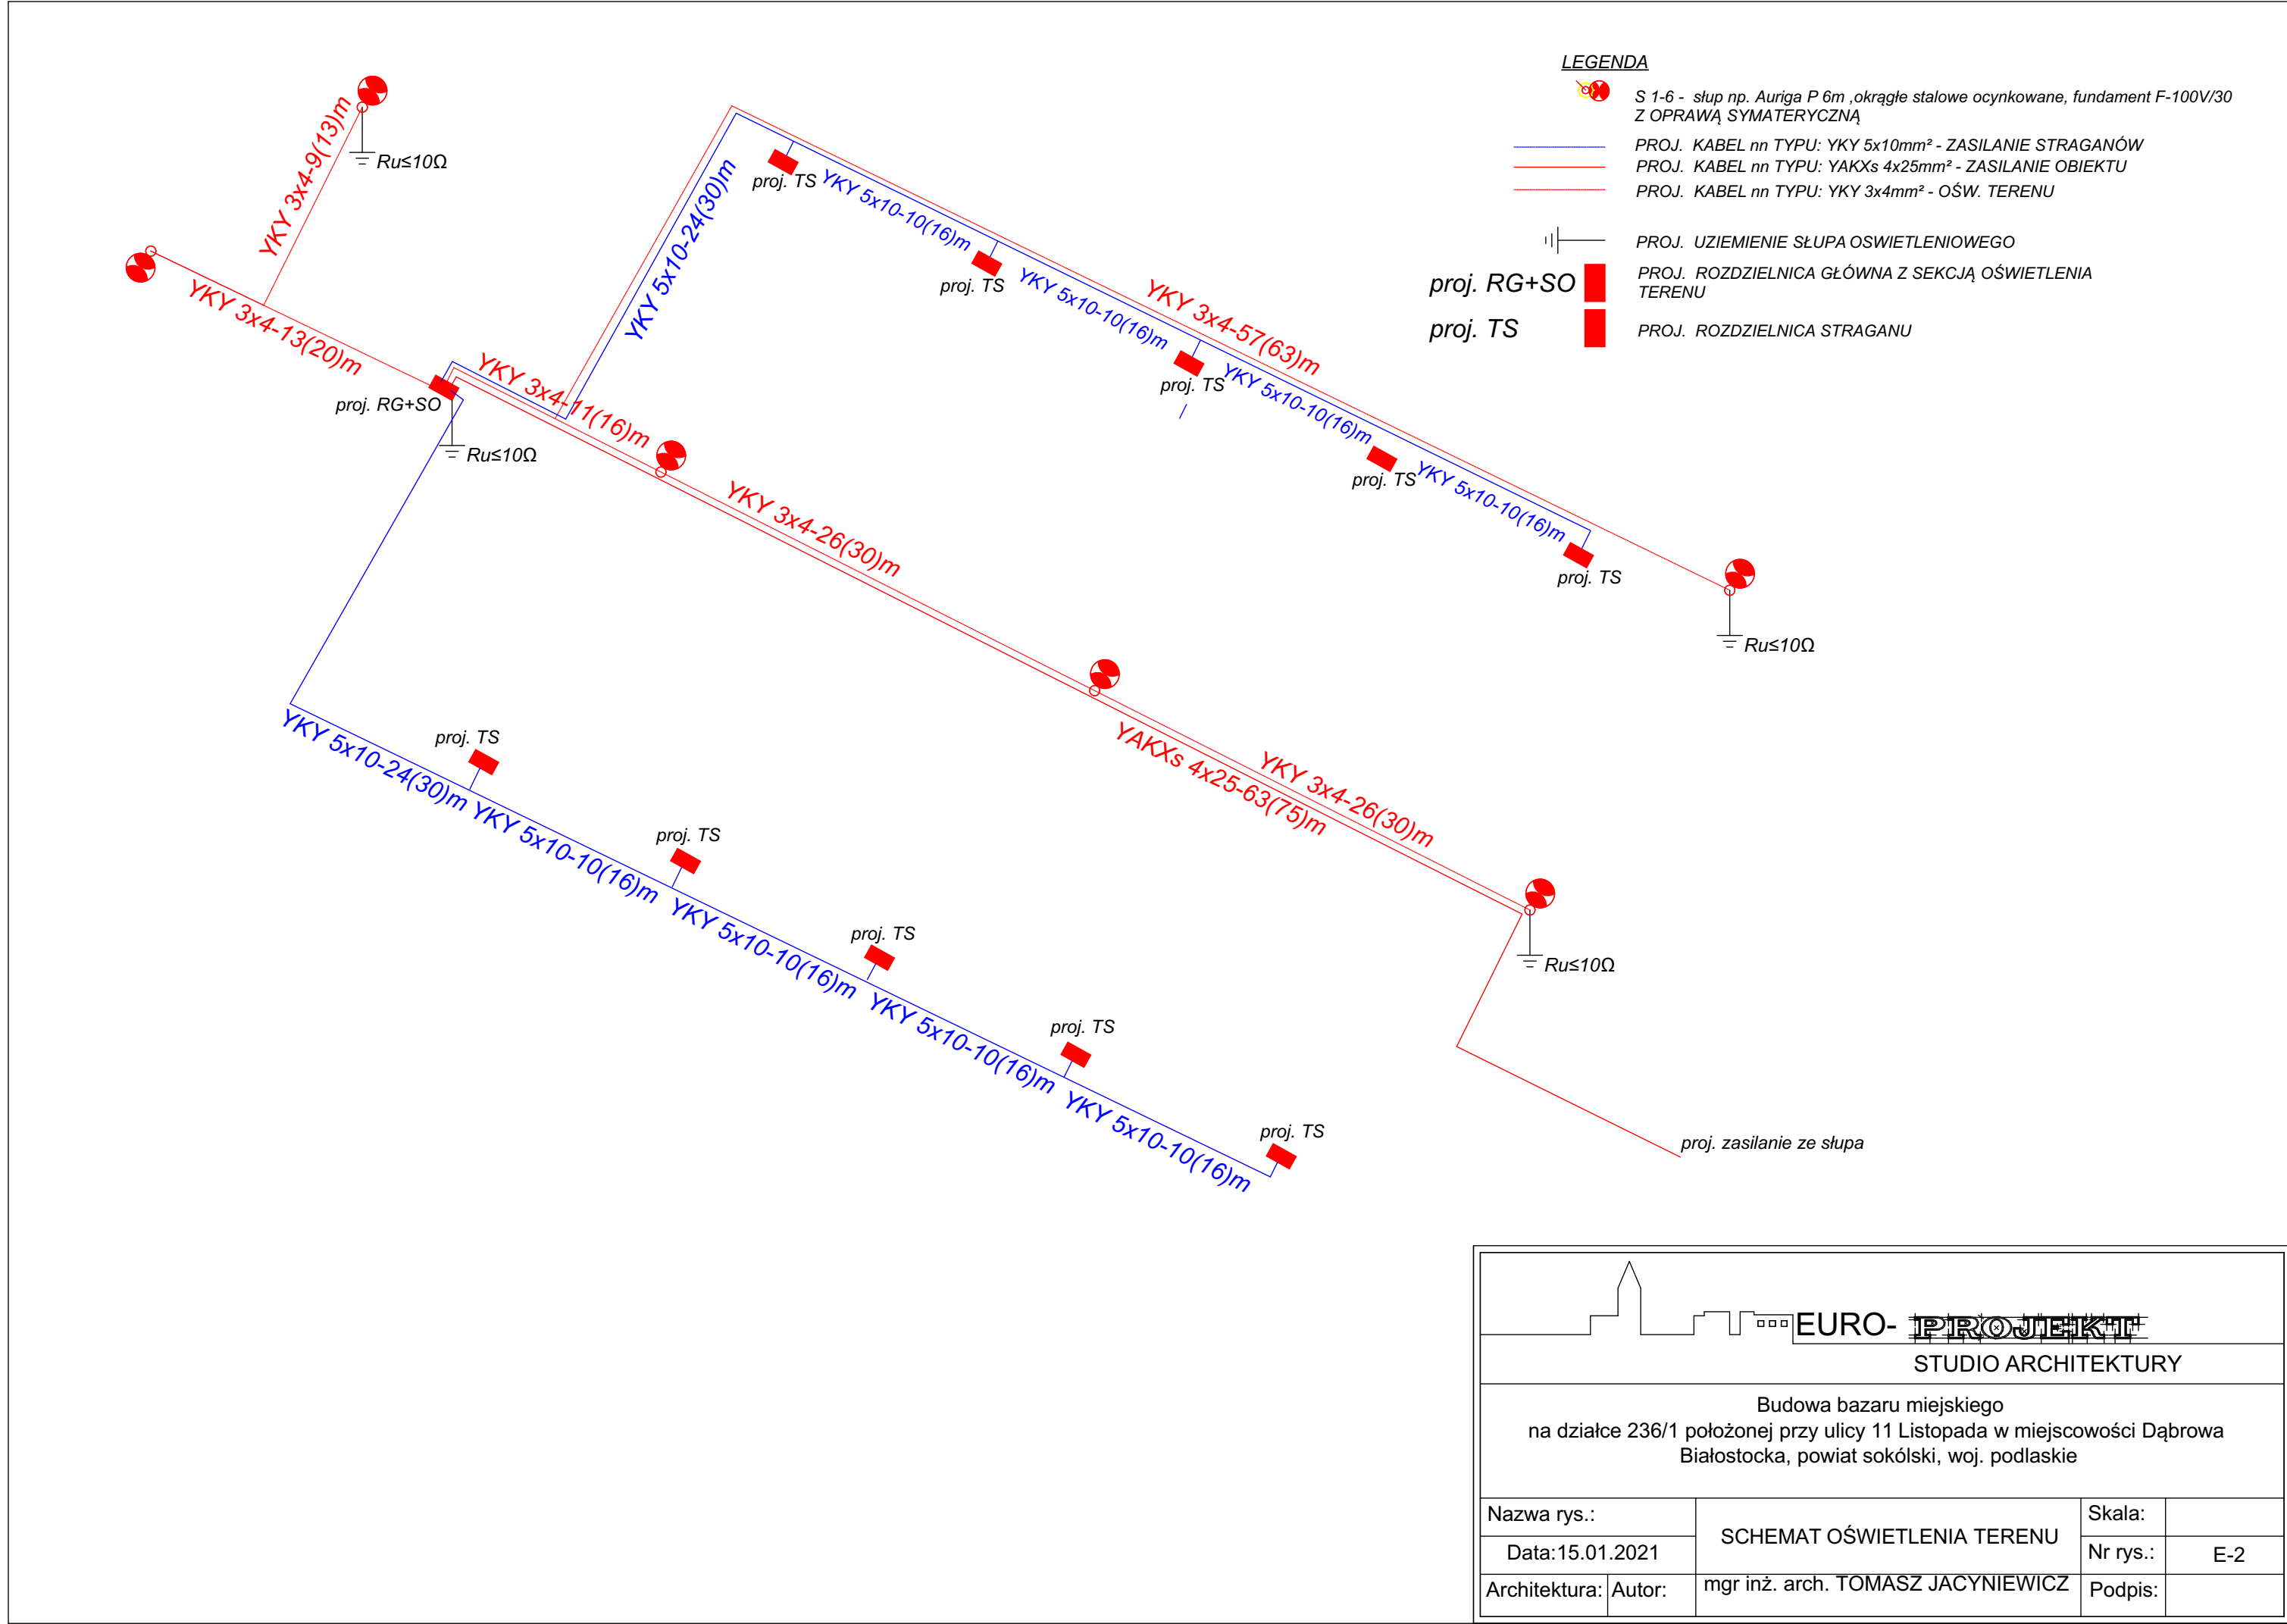 LEGENDA
S 1-6 - słup np. Auriga P 6m ,okrągłe stalowe ocynkowane, fundament F-100V/30
Z OPRAWĄ SYMATERYCZNĄ
PROJ. KABEL nn TYPU: YKY 5x10mm² - ZASILANIE STRAGANÓW
PROJ. KABEL nn TYPU: YAKXs 4x25mm² - ZASILANIE OBIEKTU
PROJ. KABEL nn TYPU: YKY 3x4mm² - OŚW. TERENU
PROJ. UZIEMIENIE SŁUPA OSWIETLENIOWEGO
proj. RG+SO
PROJ. ROZDZIELNICA GŁÓWNA Z SEKCJĄ OŚWIETLENIA
TERENU
proj. TS
PROJ. ROZDZIELNICA STRAGANU
YKY 3x4-9(13)m
Ru≤10Ω
YKY 3x4-13(20)m
proj. RG+SO
Ru≤10Ω
YKY 3x4-11(16)m
YKY 5x10-24(30)m
proj. TS
YKY 5x10-10(16)m
proj. TS
YKY 5x10-10(16)m
proj. TS
YKY 5x10-10(16)m
proj. TS
YKY 5x10-10(16)m
proj. TS
YKY 3x4-57(63)m
Ru≤10Ω
YKY 3x4-26(30)m
YAKXs 4x25-63(75)m
YKY 3x4-26(30)m
Ru≤10Ω
proj. zasilanie ze słupa
YKY 5x10-24(30)m
proj. TS
YKY 5x10-10(16)m
proj. TS
YKY 5x10-10(16)m
proj. TS
YKY 5x10-10(16)m
proj. TS
YKY 5x10-10(16)m
proj. TS
EURO- PROJEKT
STUDIO ARCHITEKTURY
Budowa bazaru miejskiego
na działce 236/1 położonej przy ulicy 11 Listopada w miejscowości Dąbrowa
Białostocka, powiat sokólski, woj. podlaskie
Nazwa rys.:
SCHEMAT OŚWIETLENIA TERENU
Skala:
Data:15.01.2021
Nr rys.:
E-2
Architektura:
Autor:
mgr inż. arch. TOMASZ JACYNIEWICZ
Podpis: